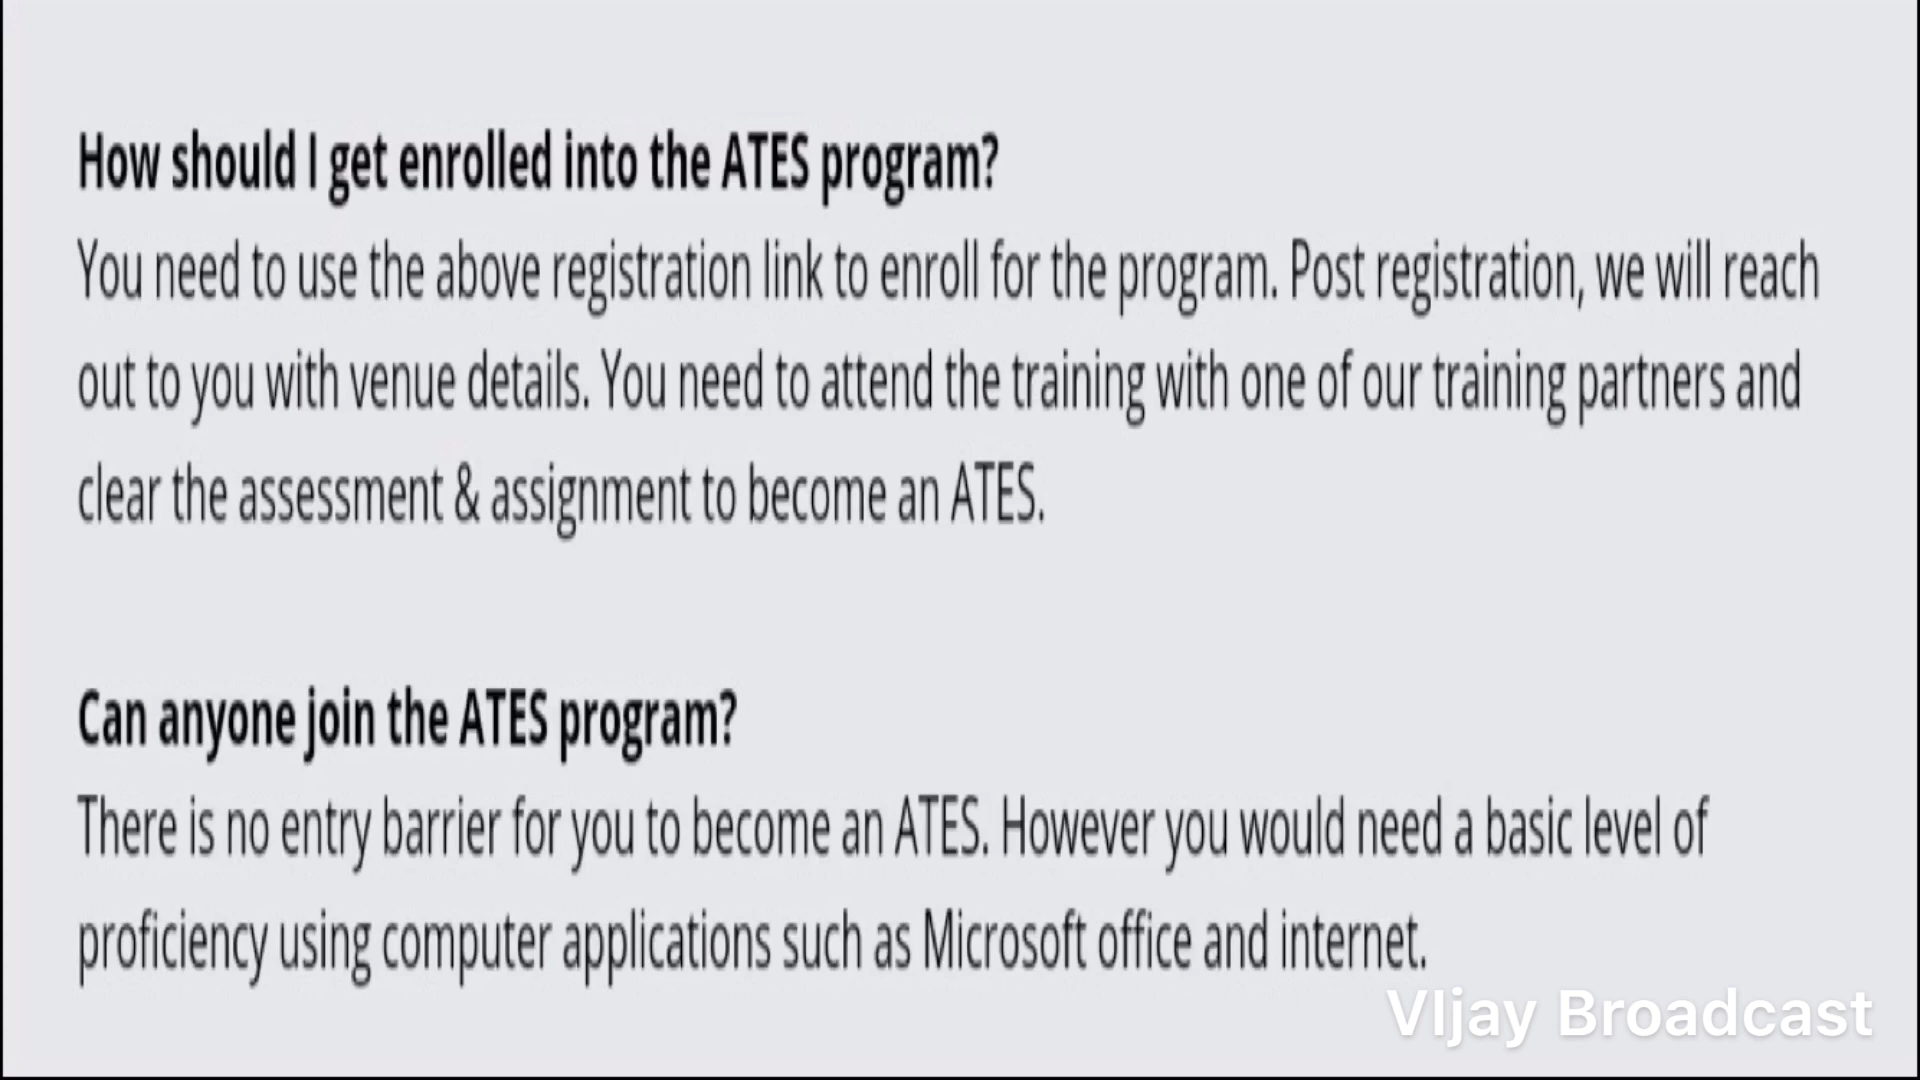 How should I get enrolled into the ATES program?
You need to use the above registration link to enroll for the program. Post registration, we will reach
out to you with venue details. You need to attend the training with one of our training partners and
clear the assessment & assignment to become an ATES.
Can anyone join the ATES program?
There is no entry barrier for you to become an ATES. However you would need a basic level of
proficiency using computer applications such as Microsoft office and internet.
VIjay Broadcast